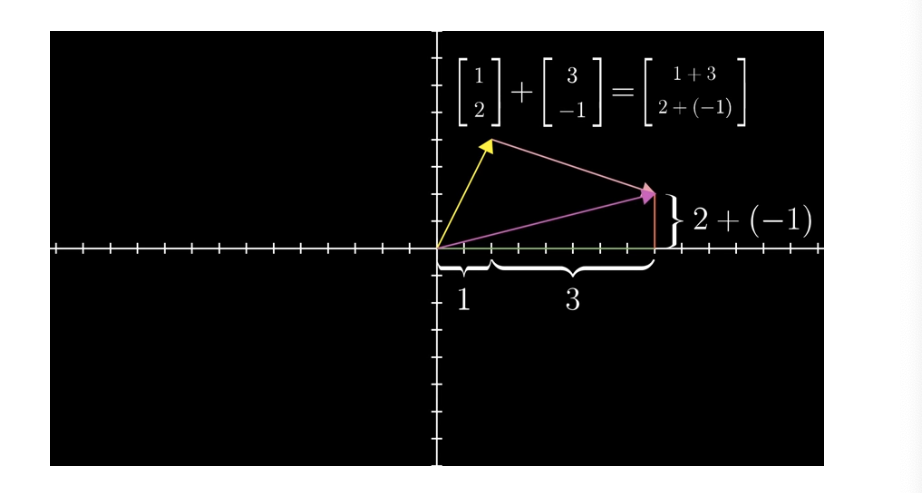 [1 2] + [3 −1] = [1 + 3 2 + (−1)]
2 + (−1)
1 3